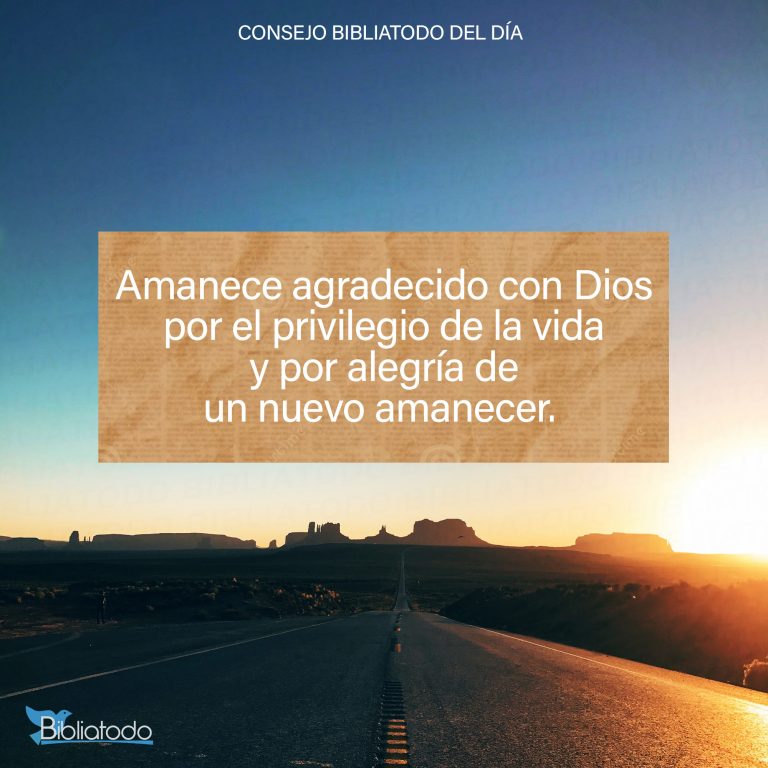 CONSEJO BIBLIATODO DEL DÍA
Amanece agradecido con Dios
por el privilegio de la vida
y por alegría de
un nuevo amanecer.
Bibliatodo